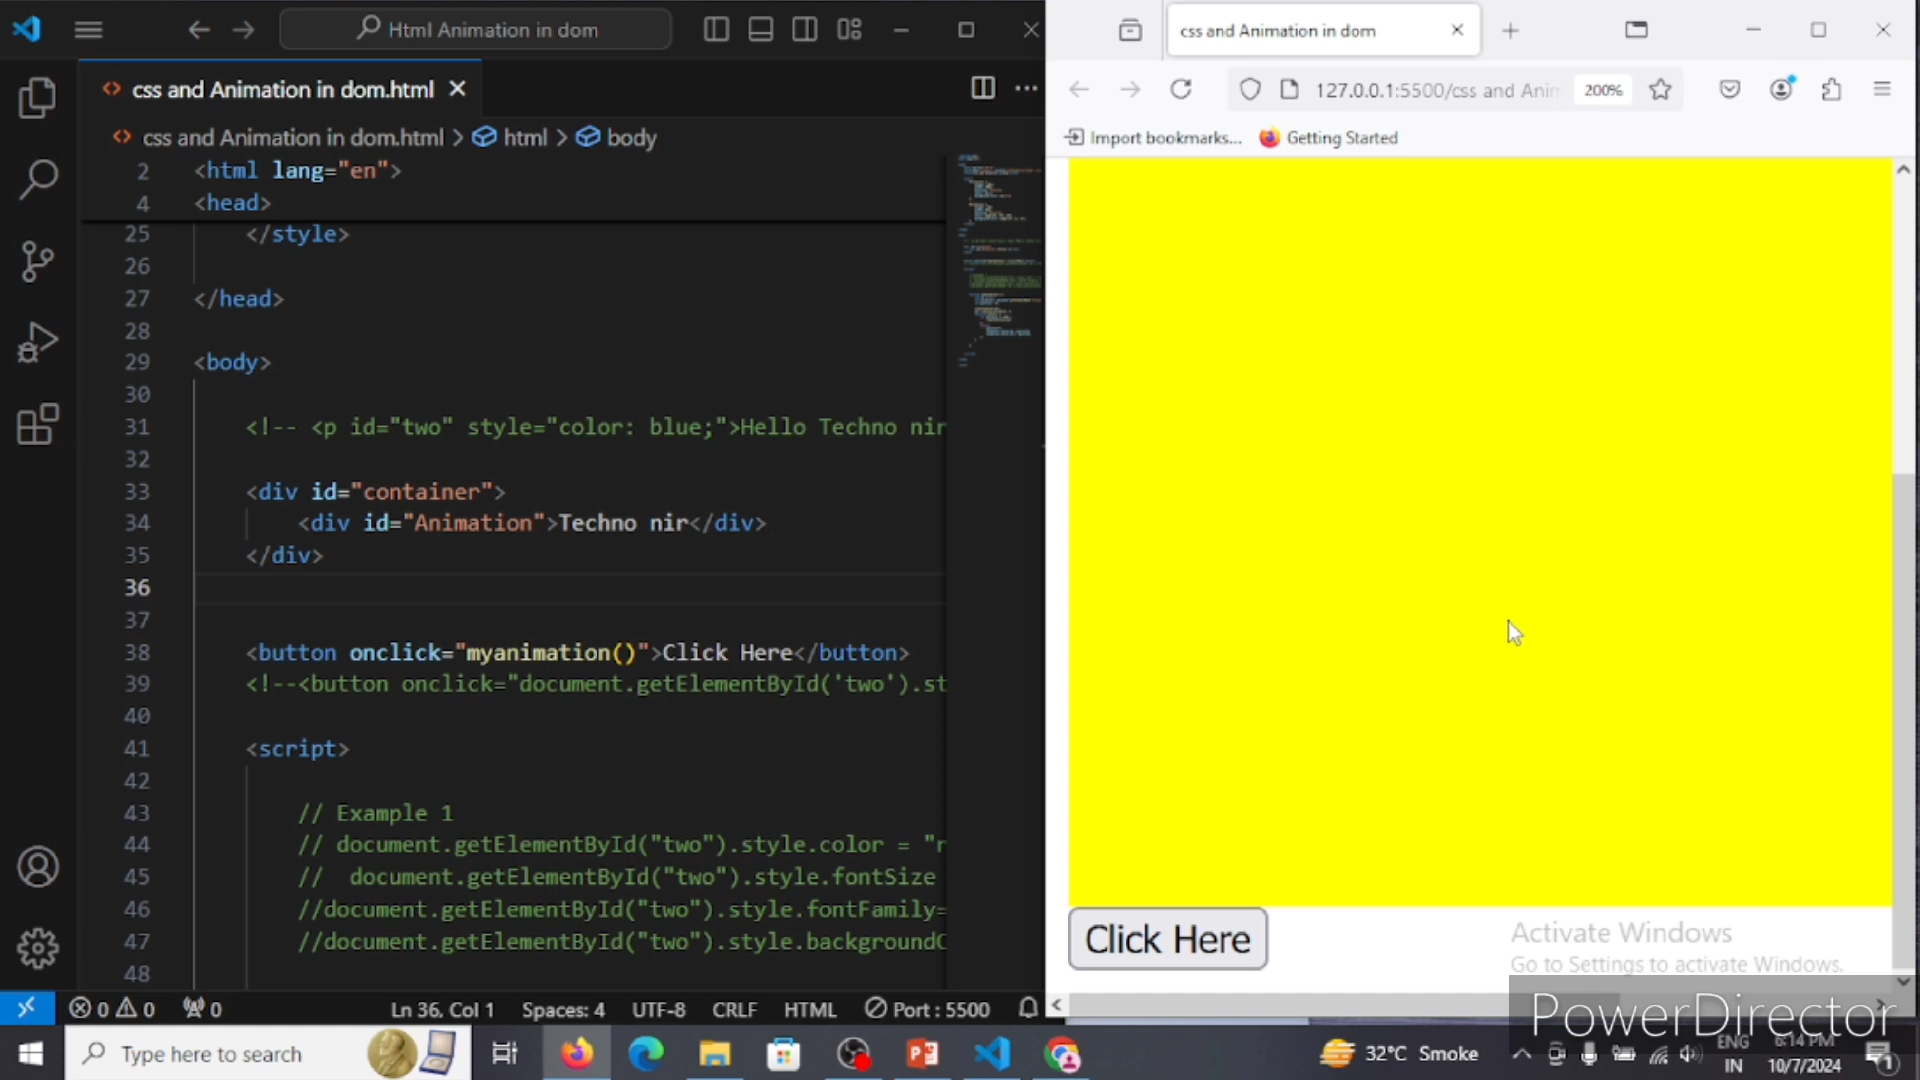 Html Animation in dom
css and Animation in dom.html
css and Animation in dom.html > html > body
2 <html lang="en">
4 <head>
25 </style>
26
27 </head>
28
29 <body>
30
31 <!-- <p id="two" style="color: blue;">Hello Techno nir
32
33 <div id="container">
34 <div id="Animation">Techno nir</div>
35 </div>
36
37
38 <button onclick="myanimation()">Click Here</button>
39 <!--<button onclick="document.getElementById('two').st
40
41 <script>
42
43 // Example 1
44 // document.getElementById("two").style.color = "r
45 // document.getElementById("two").style.fontSize
46 //document.getElementById("two").style.fontFamily=
47 //document.getElementById("two").style.background
48
0 0 0 Ln 36, Col 1 Spaces: 4 UTF-8 CRLF HTML Port : 5500
css and Animation in dom
127.0.0.1:5500/css and Anim 200%
Import bookmarks... Getting Started
Click Here
Activate Windows
Go to Settings to activate Windows.
PowerDirector
Type here to search
32°C Smoke
ENG
IN
6:14 PM
10/7/2024
1